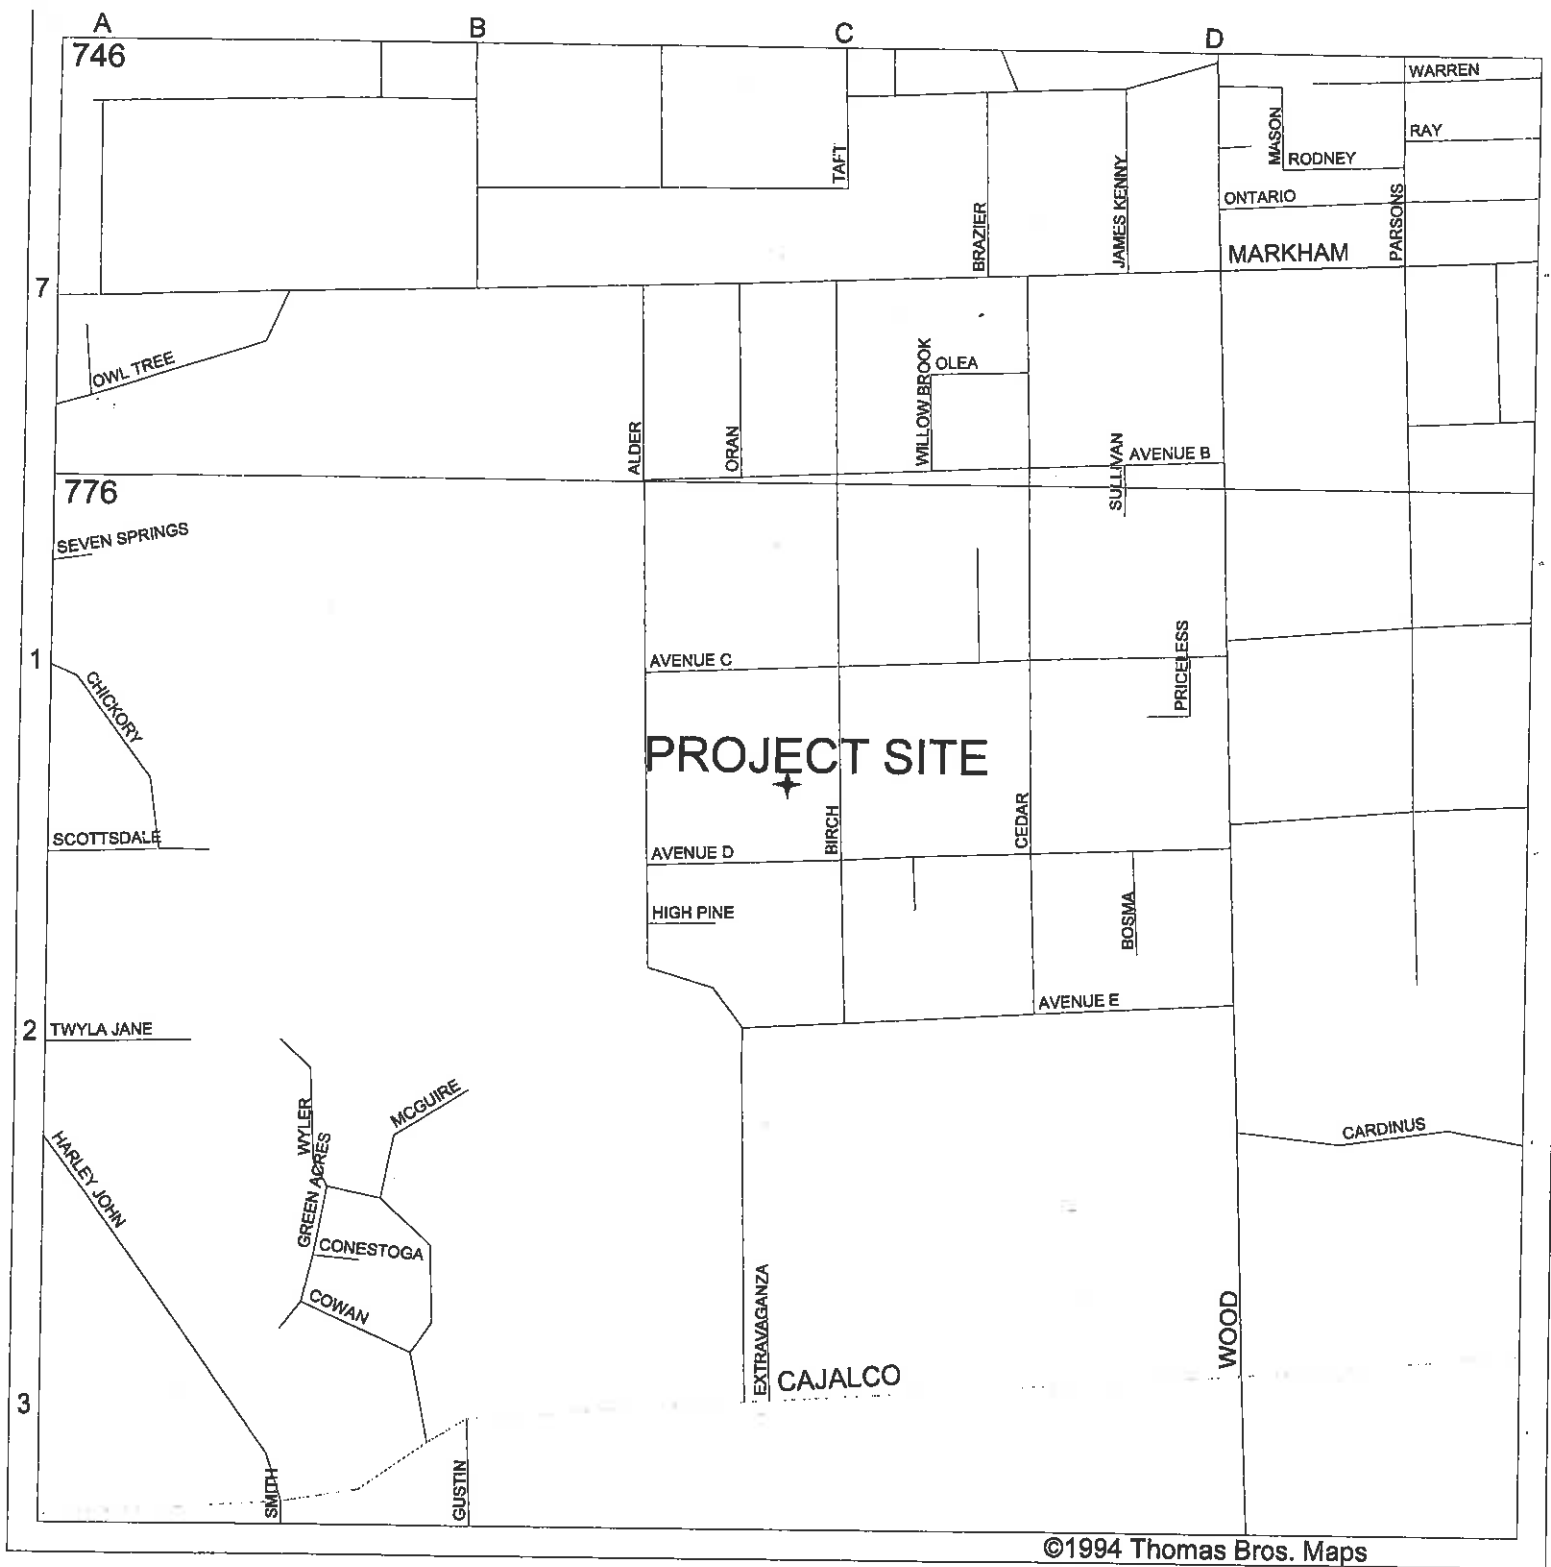 A
B
C
D
746
WARREN
MASON
RAY
TAFT
RODNEY
JAMES KENNY
ONTARIO
PARSONS
BRAZIER
MARKHAM
7
OWL TREE
WILLOW BROOK
OLEA
ALDER
ORAN
SULLIVAN
AVENUE B
776
SEVEN SPRINGS
1
AVENUE C
PRICELESS
CHICKORY
PROJECT SITE
BIRCH
CEDAR
SCOTTSDALE
AVENUE D
HIGH PINE
BOSMA
AVENUE E
2
TWYLA JANE
MCGUIRE
WYLER
CARDINUS
HARLEY JOHN
GREEN ACRES
CONESTOGA
COWAN
EXTRAVAGANZA
WOOD
CAJALCO
3
SMITH
GUSTIN
©1994 Thomas Bros. Maps